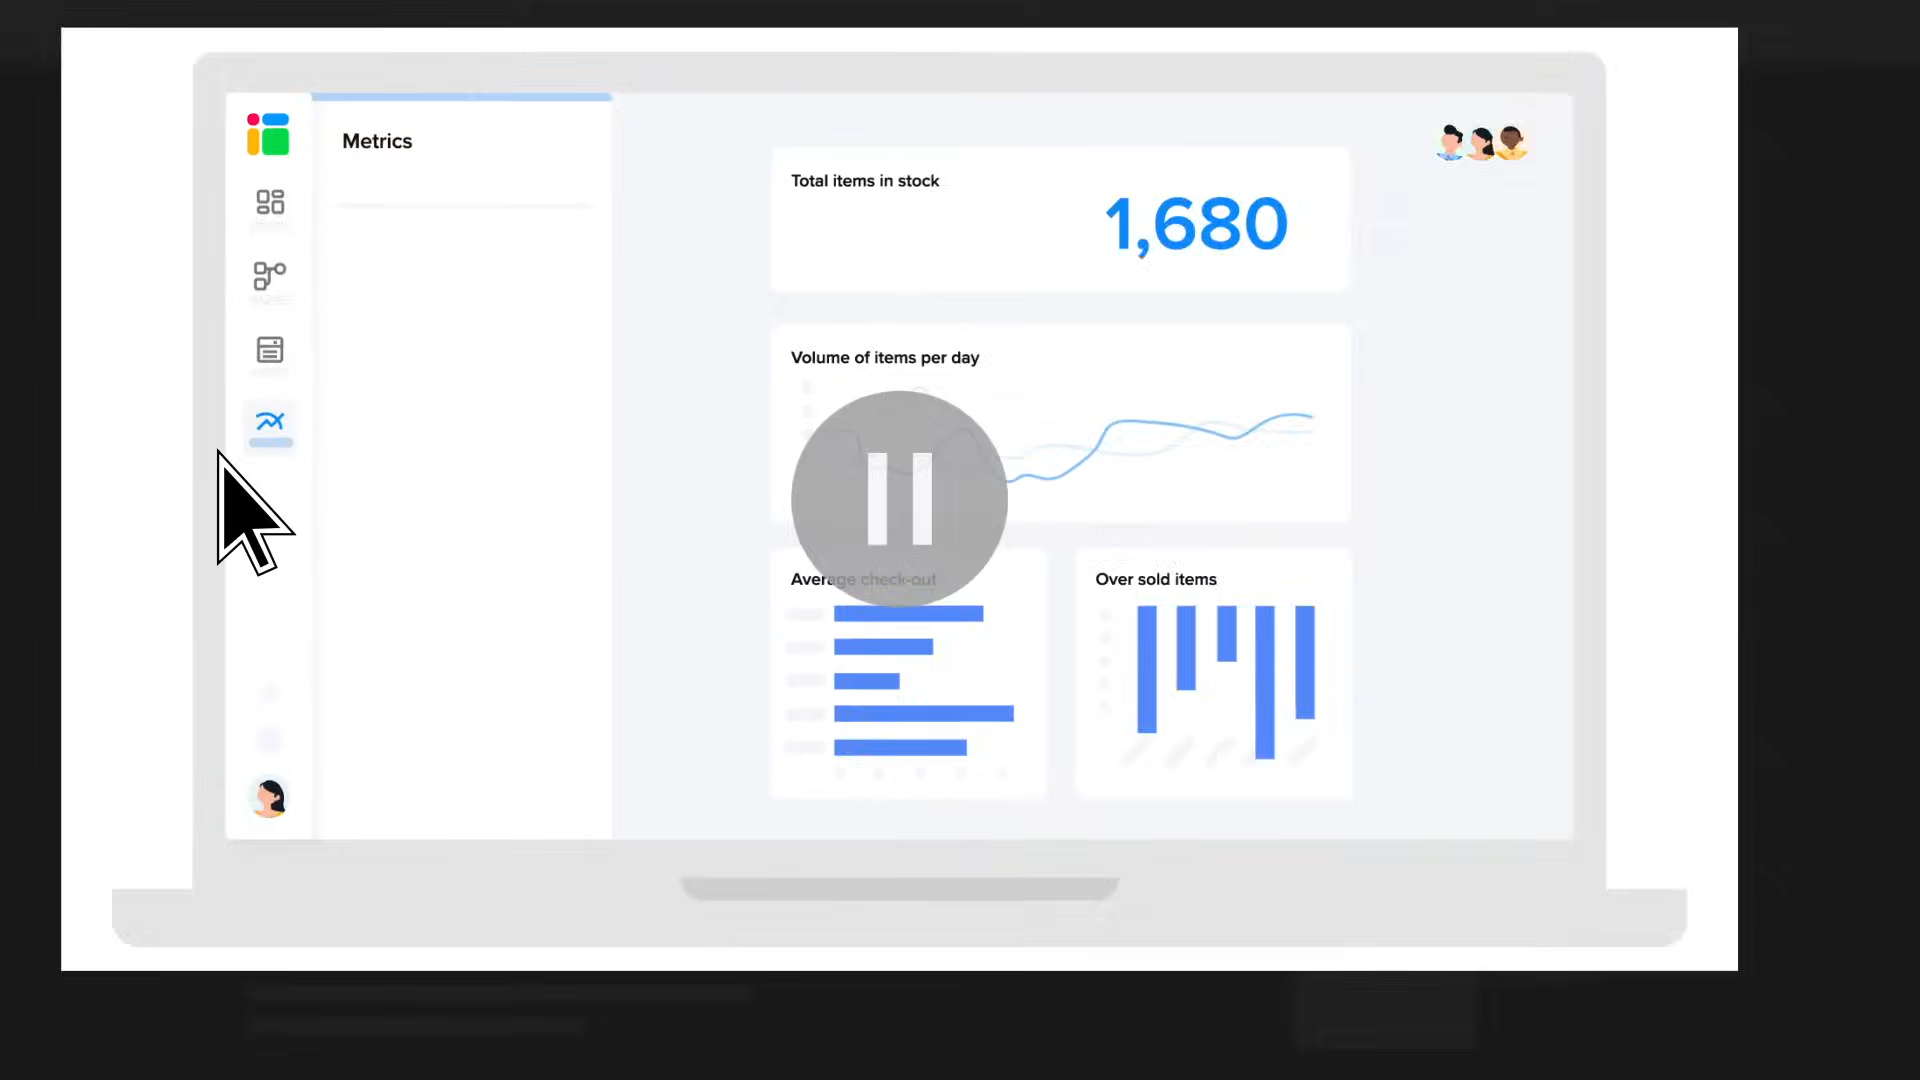 Metrics
Total items in stock
1,680
Volume of items per day
Average check-out
Over sold items